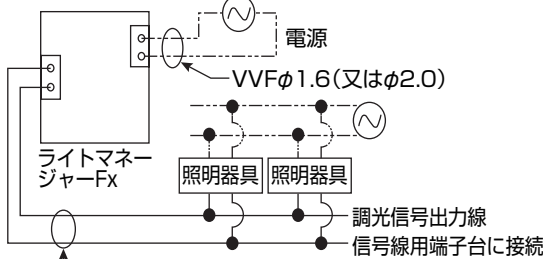 電源
VVFφ1.6(又はφ2.0)
ライトマネー
ジャーFx
照明器具
照明器具
調光信号出力線
信号線用端子台に接続